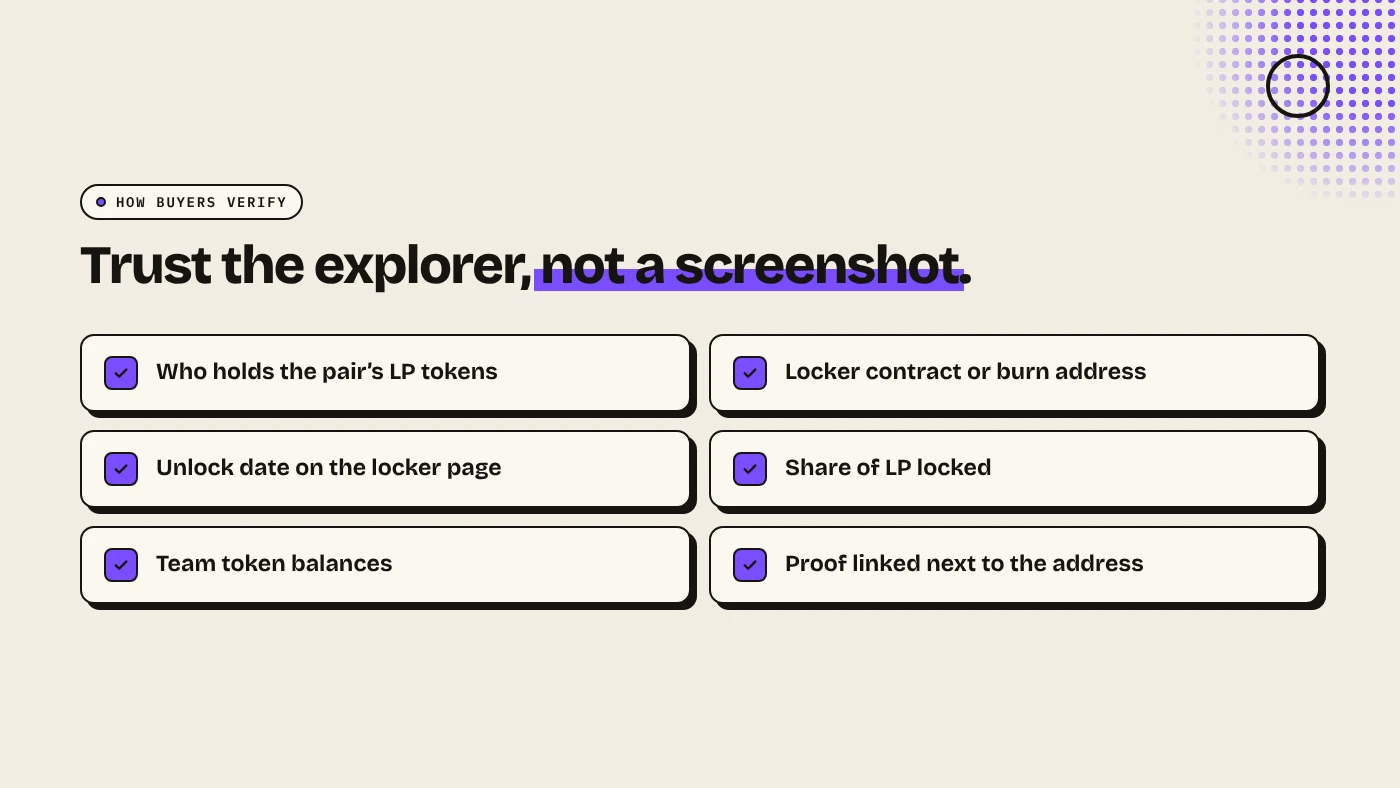 HOW BUYERS VERIFY
Trust the explorer, not a screenshot.
Who holds the pair’s LP tokens
Locker contract or burn address
Unlock date on the locker page
Share of LP locked
Team token balances
Proof linked next to the address